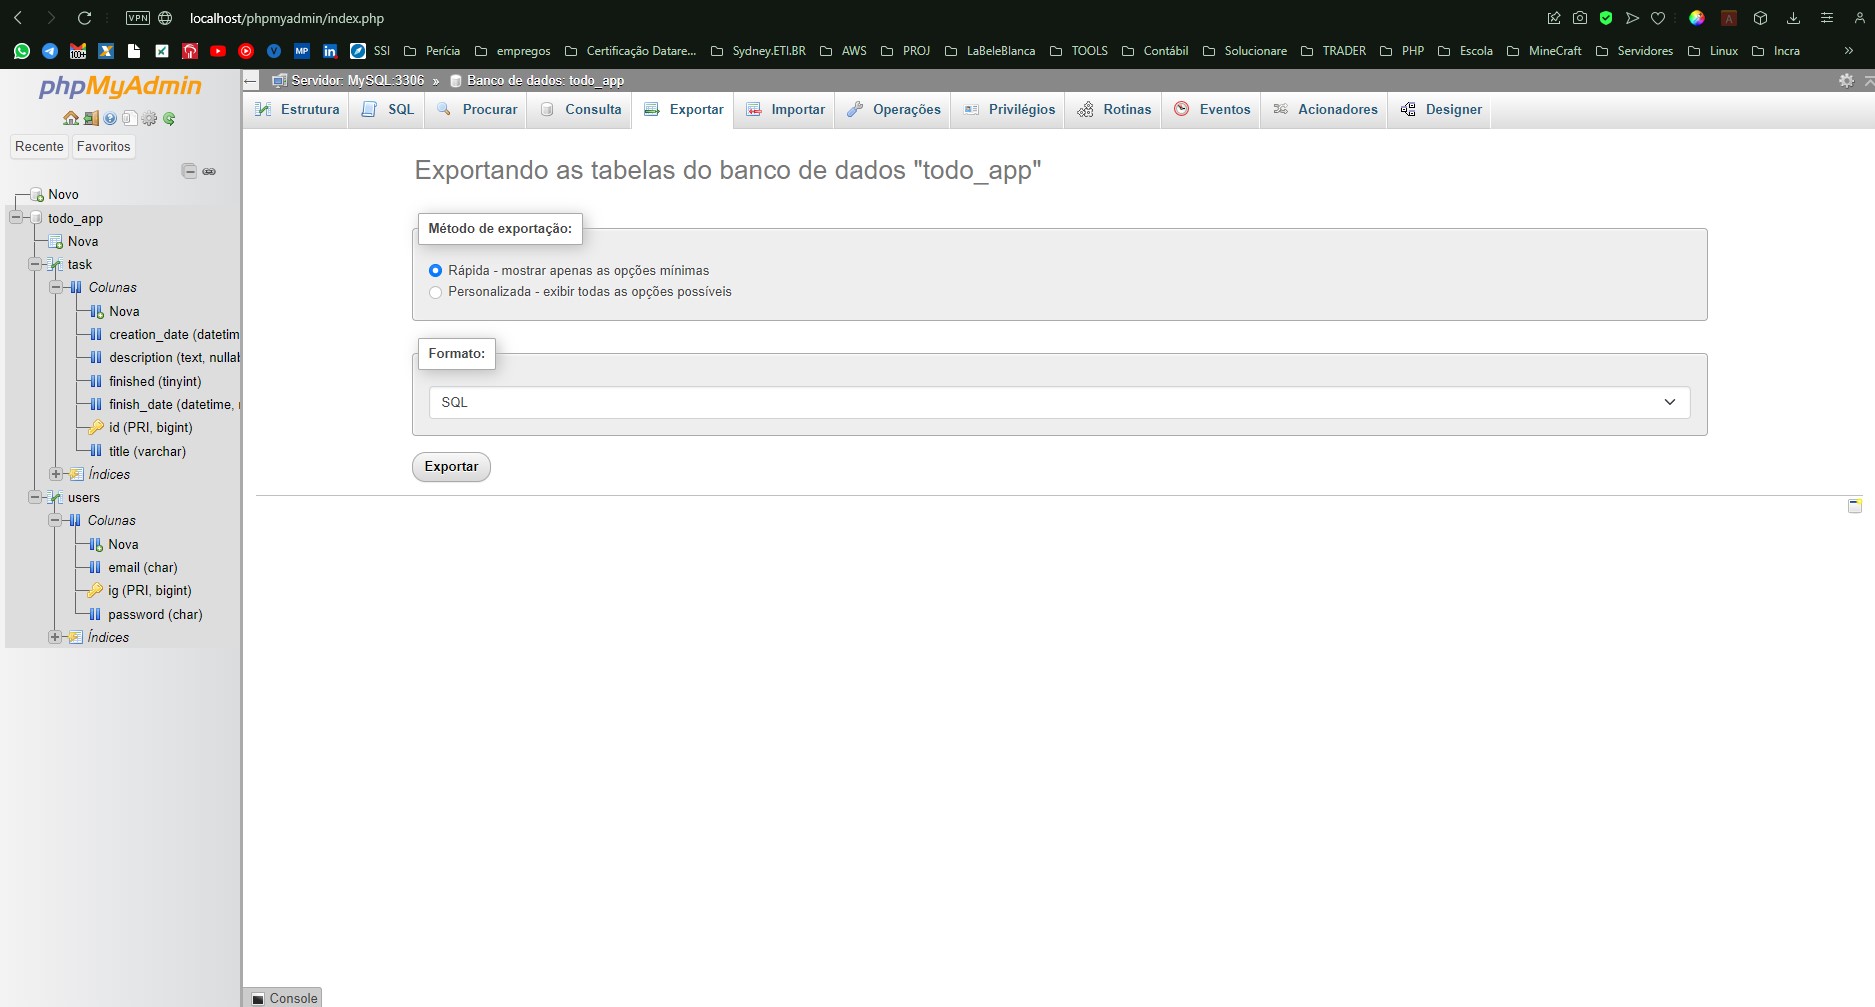 VPN
localhost/phpmyadmin/index.php
SSI Perícia empregos Certificação Datare... Sydney.ETI.BR AWS PROJ LaBeleBlanca TOOLS Contábil Solucionare TRADER PHP Escola MineCraft Servidores Linux Incra »
phpMyAdmin
Recente Favoritos
Novo
todo_app
Nova
task
Colunas
Nova
creation_date (datetim
description (text, nullab
finished (tinyint)
finish_date (datetime,
id (PRI, bigint)
title (varchar)
Índices
users
Colunas
Nova
email (char)
ig (PRI, bigint)
password (char)
Índices
Servidor: MySQL:3306 » Banco de dados: todo_app
Estrutura SQL Procurar Consulta Exportar Importar Operações Privilégios Rotinas Eventos Acionadores Designer
Exportando as tabelas do banco de dados "todo_app"
Método de exportação:
Rápida - mostrar apenas as opções mínimas
Personalizada - exibir todas as opções possíveis
Formato:
SQL
Exportar
Console